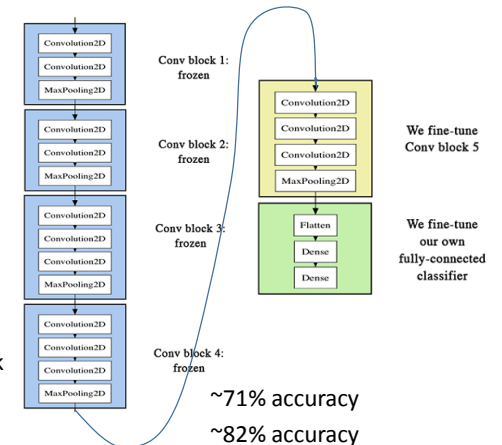 Convolution2D
Convolution2D
MaxPooling2D
Conv block 1:
frozen
Convolution2D
Convolution2D
MaxPooling2D
Conv block 2:
frozen
Convolution2D
Convolution2D
Convolution2D
MaxPooling2D
Conv block 3:
frozen
Convolution2D
Convolution2D
Convolution2D
MaxPooling2D
Conv block 4:
frozen
k
Convolution2D
Convolution2D
Convolution2D
MaxPooling2D
We fine-tune
Conv block 5
Flatten
Dense
Dense
We fine-tune
our own
fully-connected
classifier
~71% accuracy
~82% accuracy